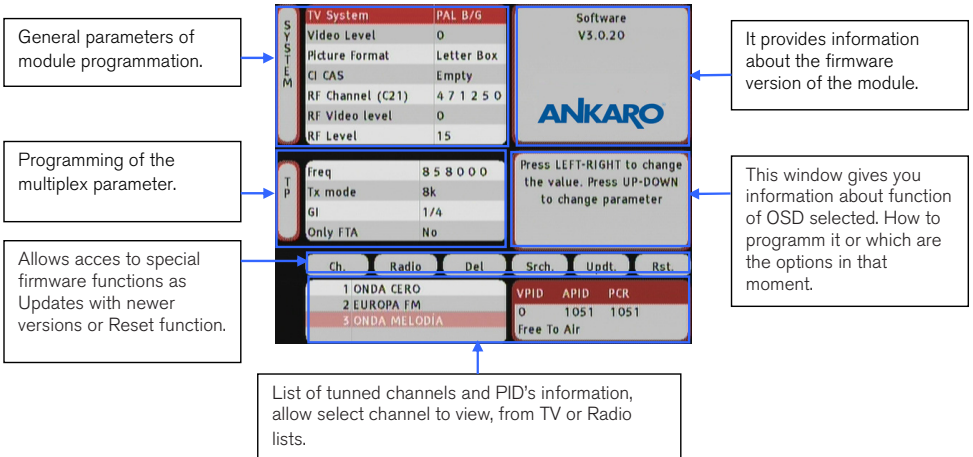 General parameters of
module programmation.
Programming of the
multiplex parameter.
Allows acces to special
firmware functions as
Updates with newer
versions or Reset function.
SYSTEM
TV System PAL B/G
Video Level 0
Picture Format Letter Box
CI CAS Empty
RF Channel (C21) 4 7 1 2 5 0
RF Video level 0
RF Level 15
Software
V3.0.20
ANKARO
TP
Freq 8 5 8 0 0 0
Tx mode 8k
GI 1/4
Only FTA No
Press LEFT-RIGHT to change
the value. Press UP-DOWN
to change parameter
Ch. Radio Del Srch. Updt. Rst.
1 ONDA CERO
2 EUROPA FM
3 ONDA MELODÍA
VPID APID PCR
0 1051 1051
Free To Air
It provides information
about the firmware
version of the module.
This window gives you
information about function
of OSD selected. How to
programm it or which are
the options in that
moment.
List of tunned channels and PID's information,
allow select channel to view, from TV or Radio
lists.